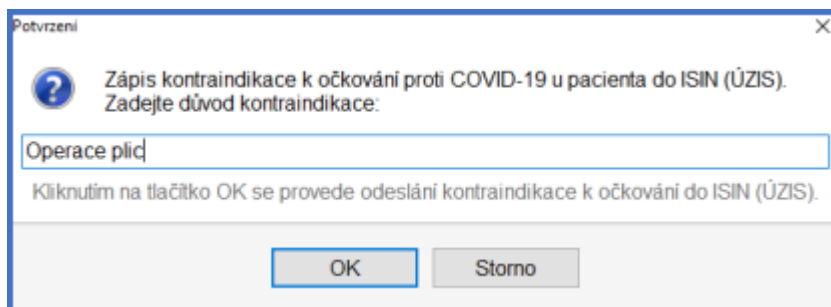 Potvrzení
Zápis kontraindikace k očkování proti COVID-19 u pacienta do ISIN (ÚZIS).
Zadejte důvod kontraindikace:
Operace plic
Kliknutím na tlačítko OK se provede odeslání kontraindikace k očkování do ISIN (ÚZIS).
OK Storno